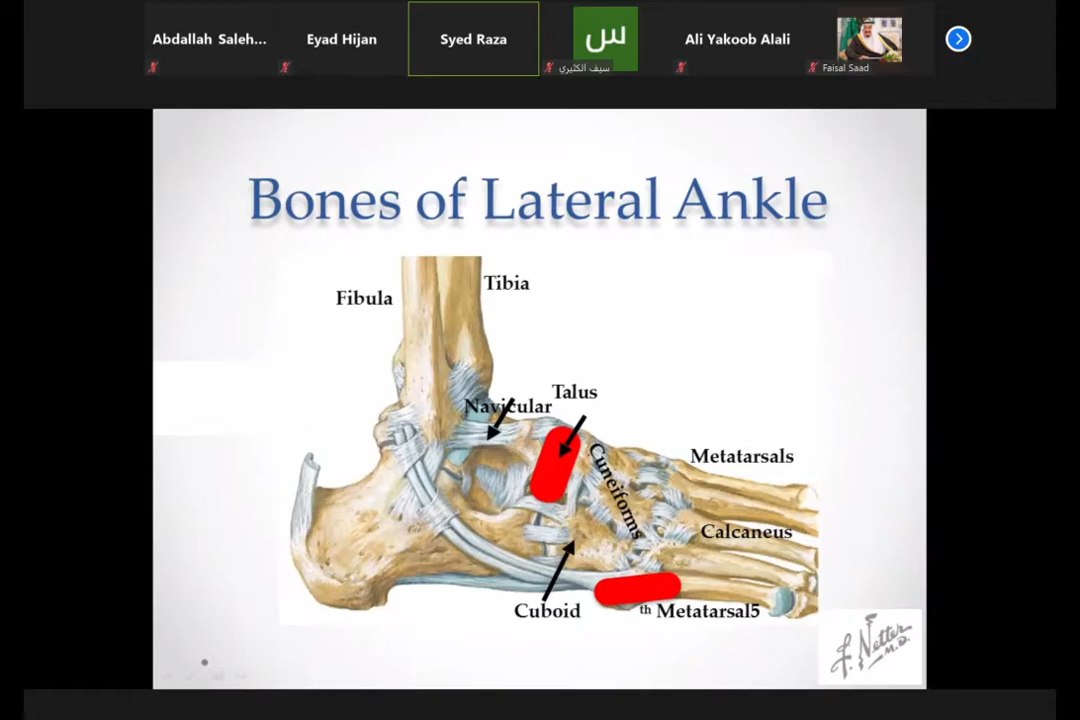 Abdallah Saleh...
Eyad Hijan
Syed Raza
س
سيف الكثيري
Ali Yakoob Alali
Faisal Saad
Bones of Lateral Ankle
Tibia
Fibula
Talus
Navicular
Cuneiforms
Metatarsals
Calcaneus
Cuboid
th Metatarsal5
F. Netter
M.D.